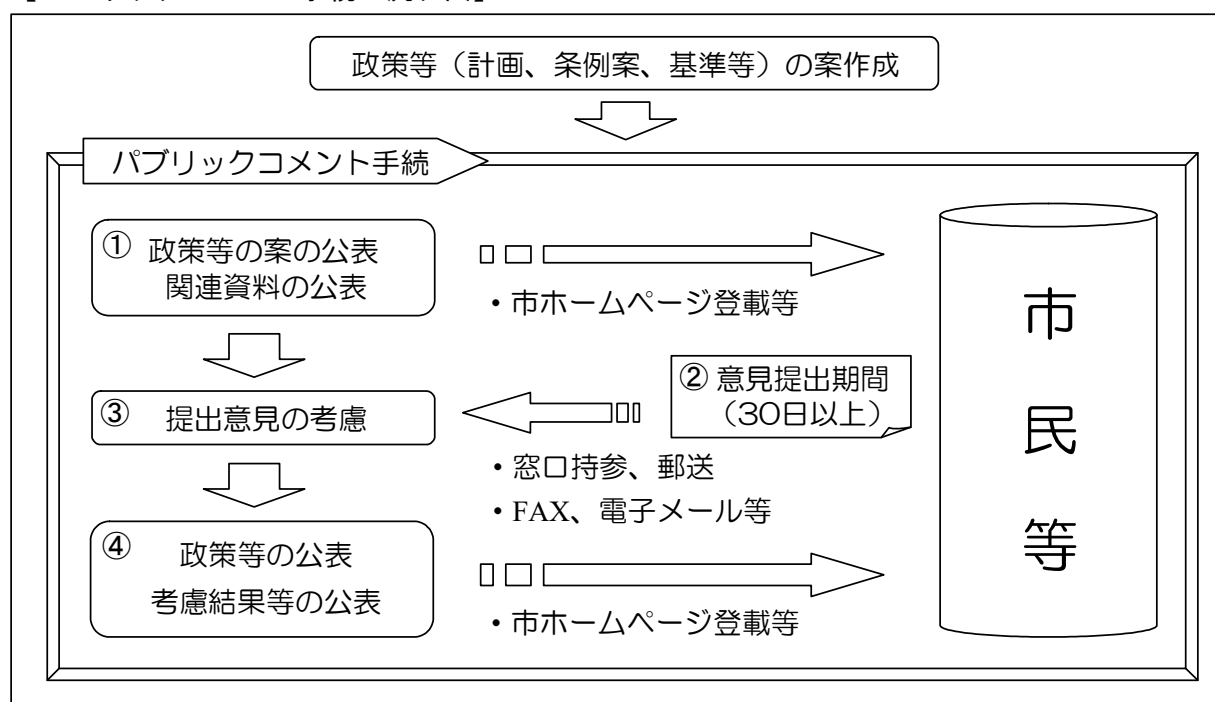 政策等（計画、条例案、基準等）の案作成
パブリックコメント手続
① 政策等の案の公表
関連資料の公表
・市ホームページ登載等
② 意見提出期間
（30日以上）
③ 提出意見の考慮
・窓口持参、郵送
・FAX、電子メール等
④ 政策等の公表
考慮結果等の公表
・市ホームページ登載等
市民等